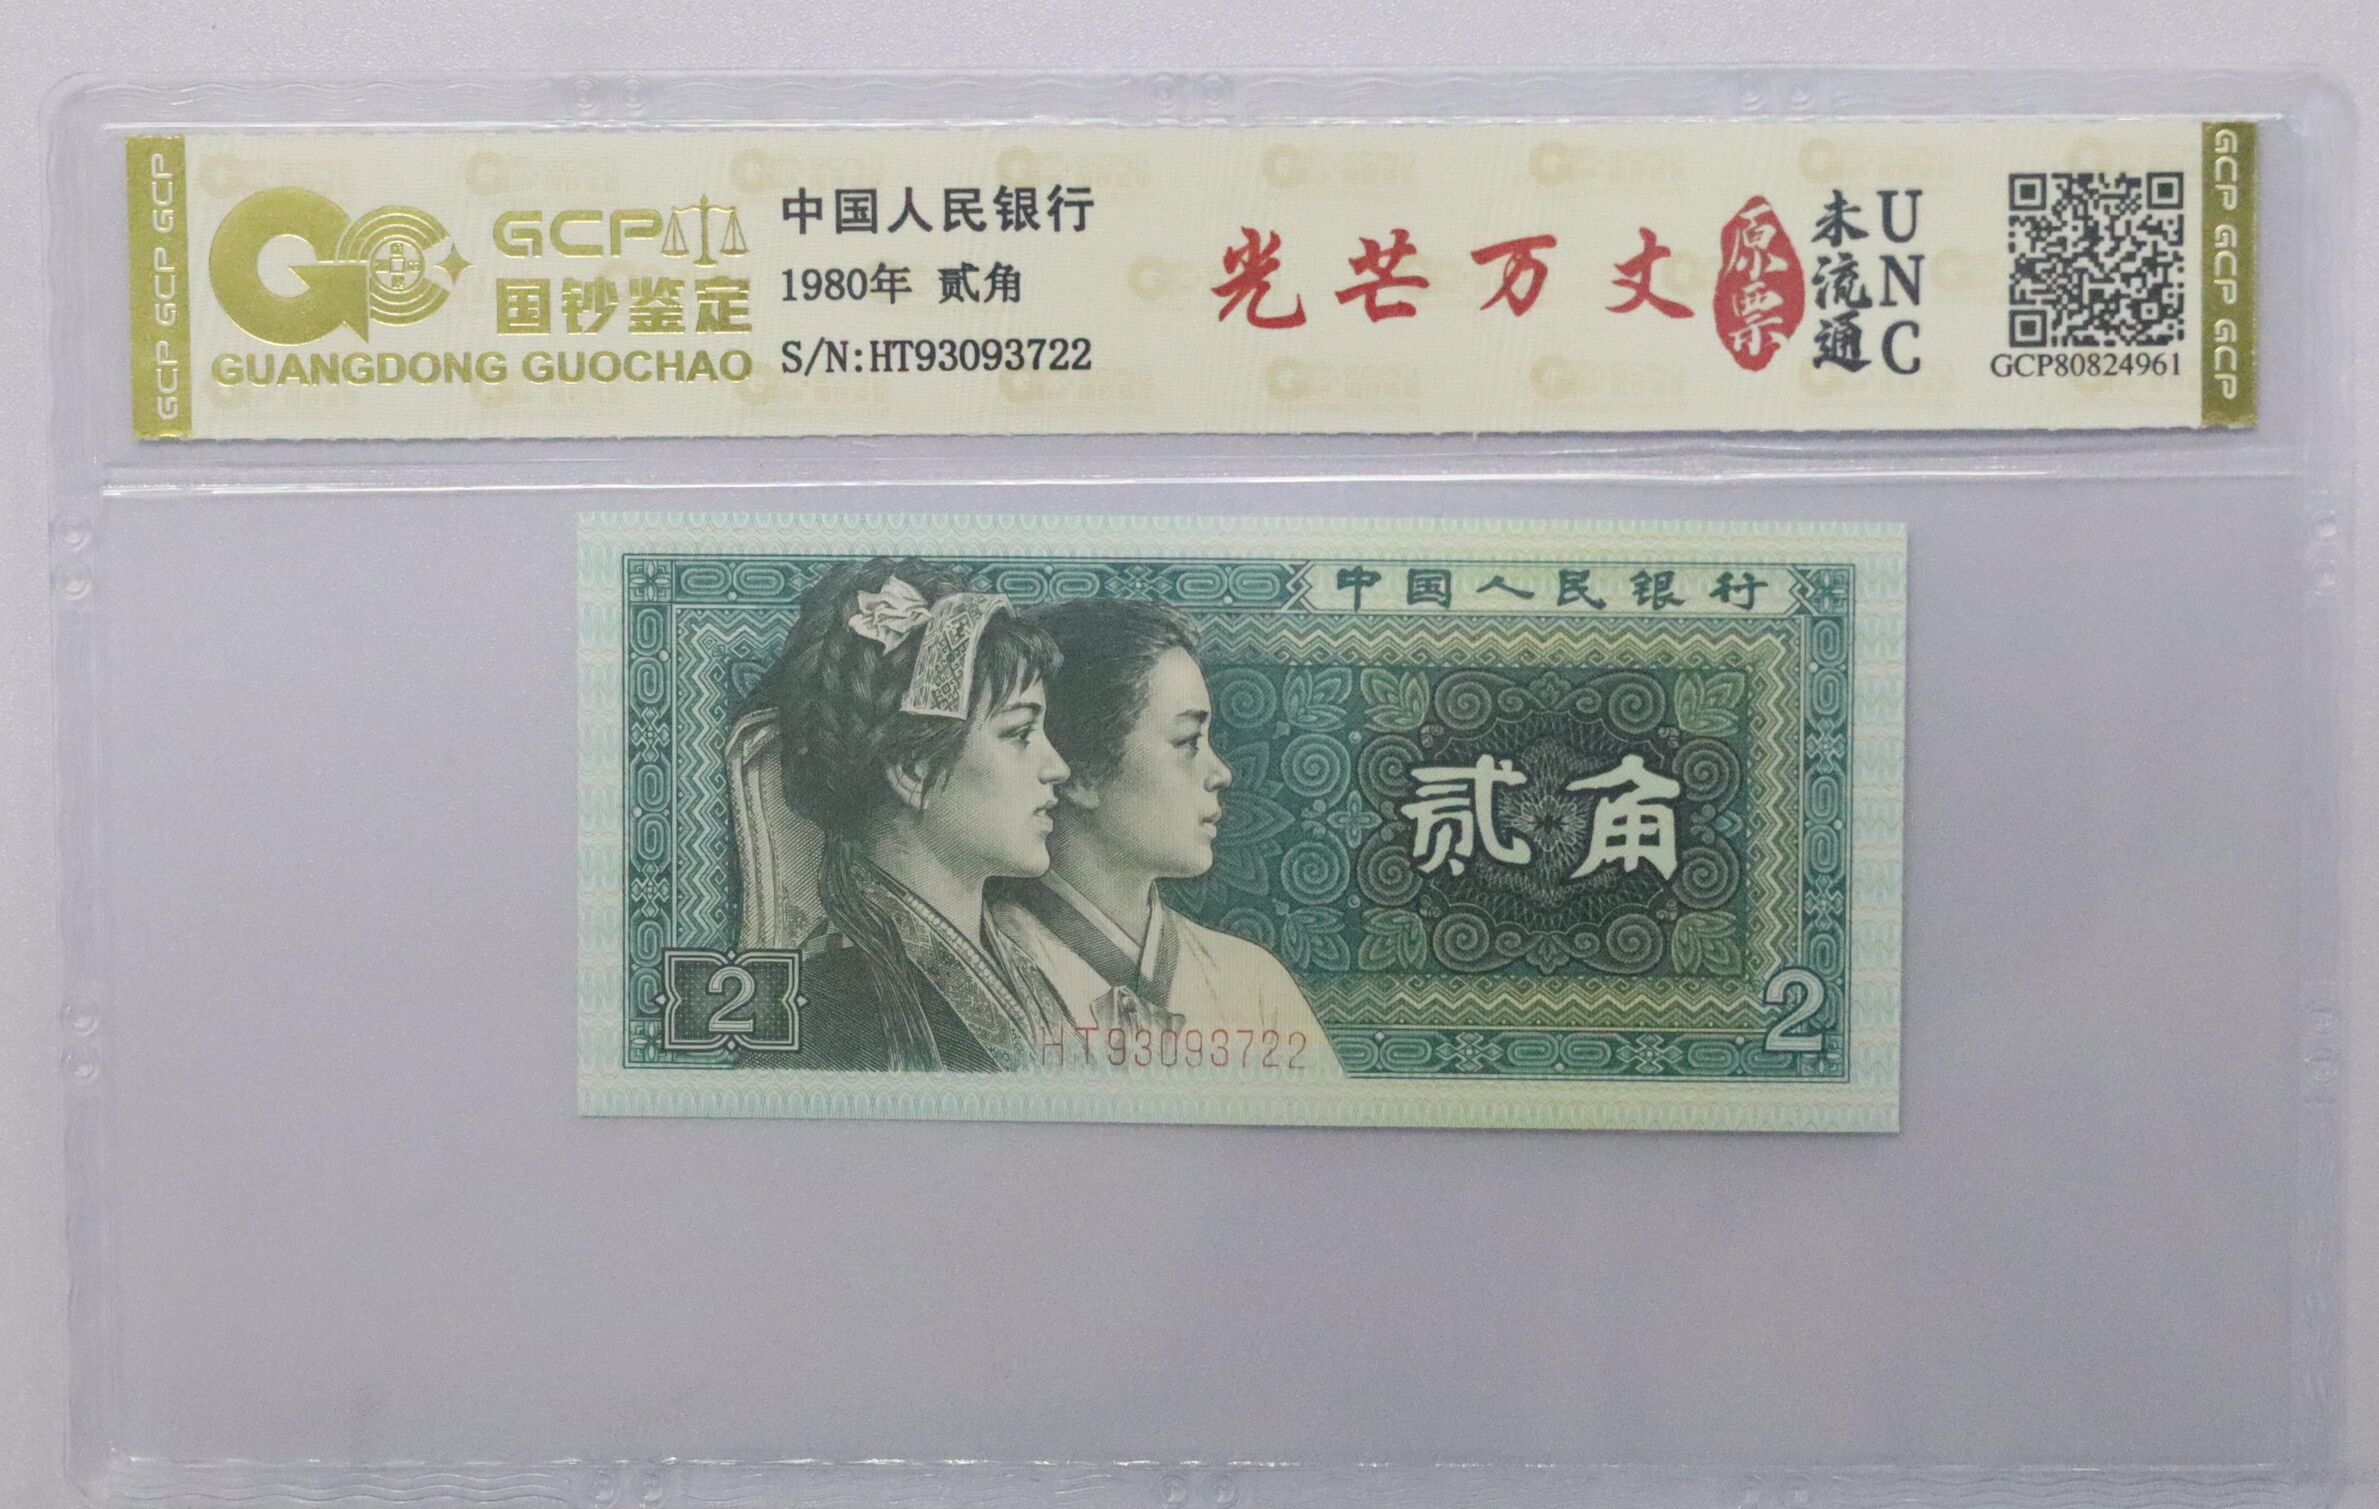 GCP GCP GCP
GCP
国钞鉴定
GUANGDONG GUOCHAO
中国人民银行
1980年 贰角
S/N:HT93093722
光芒万丈
原票
未流通
UNC
GCP80824961
GCP GCP GCP
中国人民银行
贰角
2
2
HT93093722